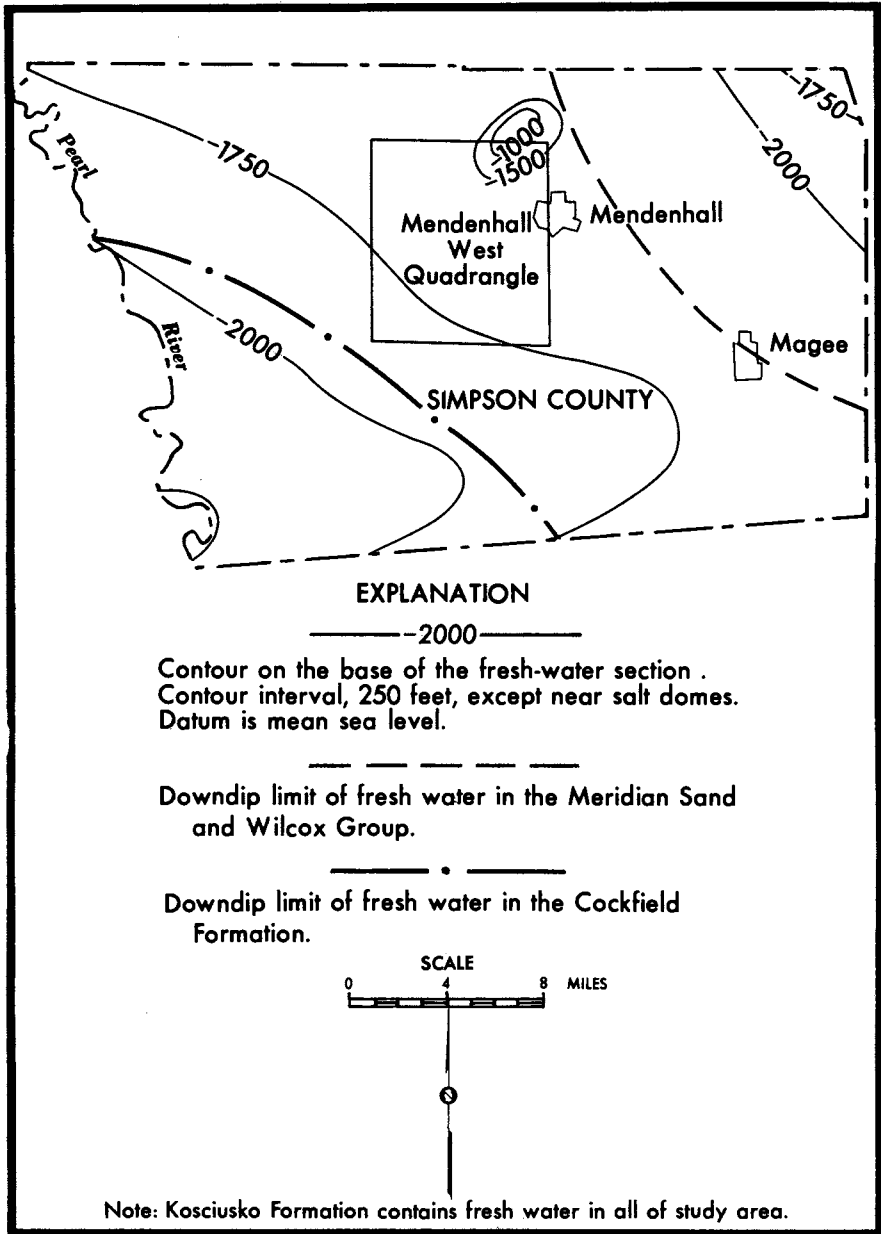 -1750
-1000
-1500
-1750
-2000
Pearl
River
Mendenhall
West
Quadrangle
Mendenhall
-2000
Magee
SIMPSON COUNTY
EXPLANATION
-2000
Contour on the base of the fresh-water section .
Contour interval, 250 feet, except near salt domes.
Datum is mean sea level.
Downdip limit of fresh water in the Meridian Sand
and Wilcox Group.
Downdip limit of fresh water in the Cockfield
Formation.
SCALE
0 4 8 MILES
Note: Kosciusko Formation contains fresh water in all of study area.